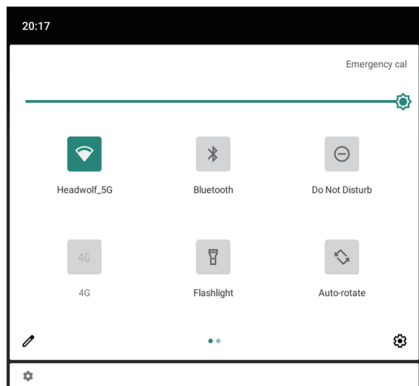 20:17
Emergency cal
Headwolf_5G
Bluetooth
Do Not Disturb
4G
4G
Flashlight
Auto-rotate